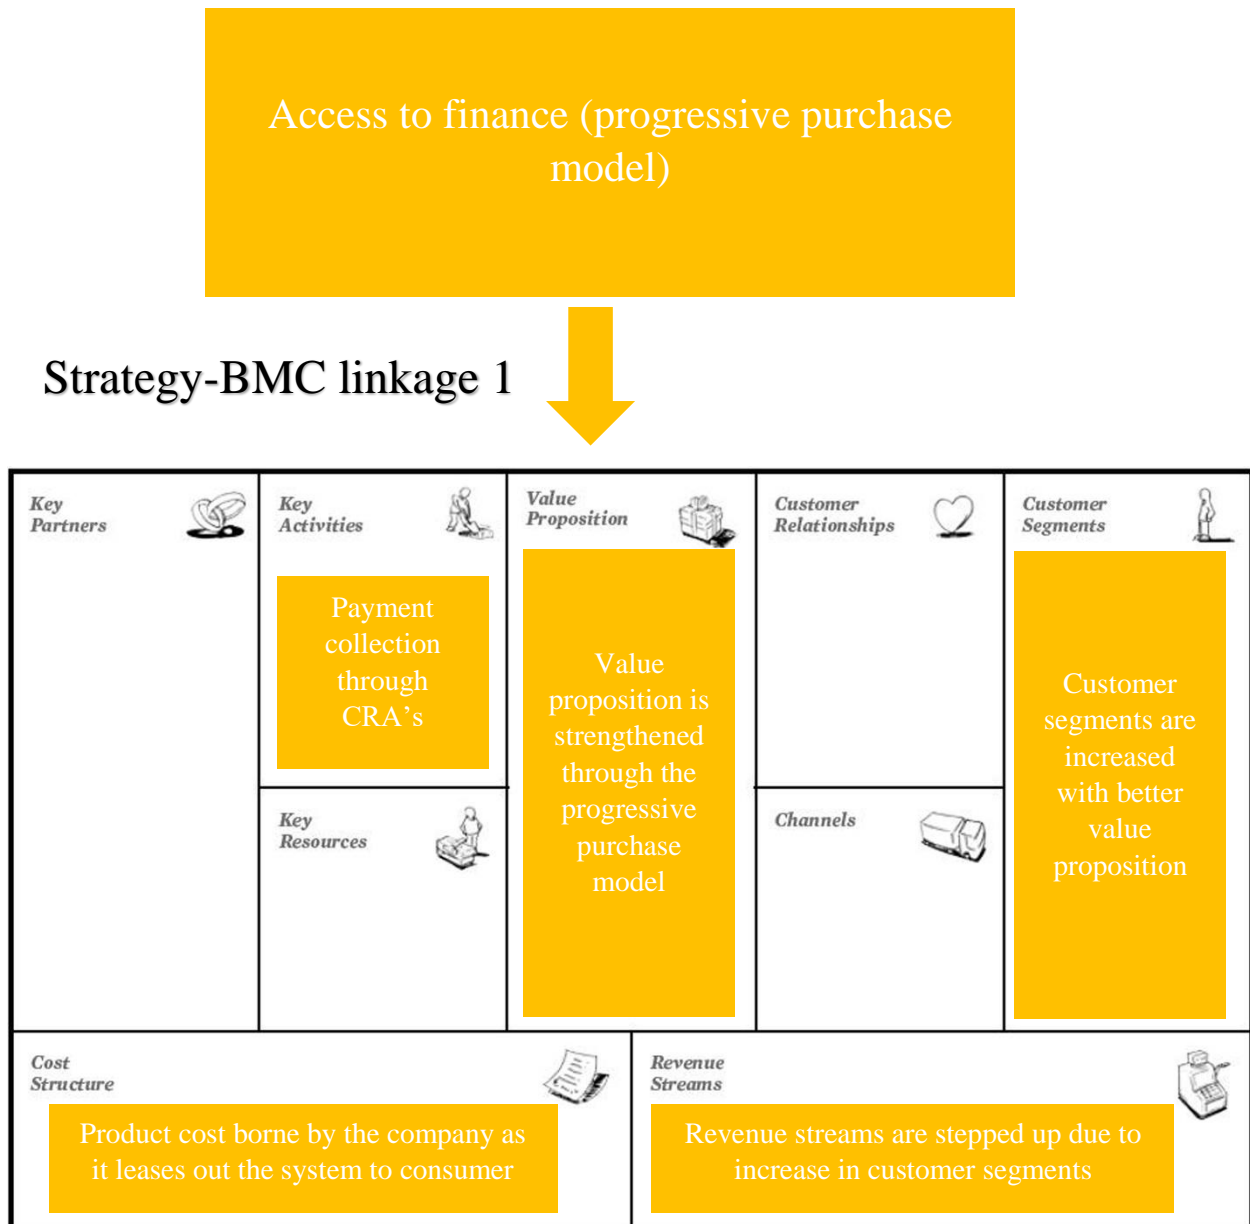 Access to finance (progressive purchase
model)
Strategy-BMC linkage 1
Key
Partners
Key
Activities
Payment
collection
through
CRA’s
Key
Resources
Value
Proposition
Value
proposition is
strengthened
through the
progressive
purchase
model
Customer
Relationships
Channels
Customer
Segments
Customer
segments are
increased
with better
value
proposition
Cost
Structure
Product cost borne by the company as
it leases out the system to consumer
Revenue
Streams
Revenue streams are stepped up due to
increase in customer segments